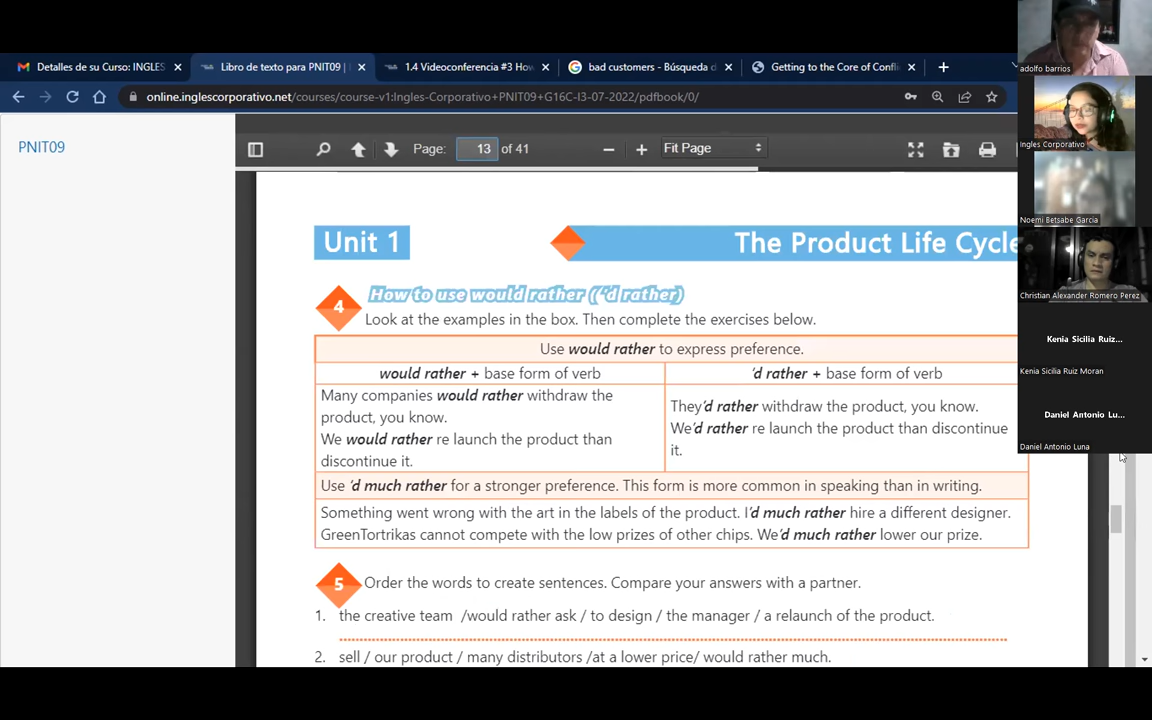 Detalles de su Curso: INGLES
Libro de texto para PNIT09 |
1.4 Videoconferencia #3 How
bad customers - Búsqueda d
Getting to the Core of Confli
online.inglescorporativo.net/courses/course-v1:Ingles-Corporativo+PNIT09+G16C-I3-07-2022/pdfbook/0/
PNIT09
Page: 13 of 41
Fit Page
Unit 1
The Product Life Cycle
4
How to use would rather (('d rather)
Look at the examples in the box. Then complete the exercises below.
Use would rather to express preference.
would rather + base form of verb
Many companies would rather withdraw the
product, you know.
We would rather re launch the product than
discontinue it.
'd rather + base form of verb
They'd rather withdraw the product, you know.
We'd rather re launch the product than discontinue
it.
Use 'd much rather for a stronger preference. This form is more common in speaking than in writing.
Something went wrong with the art in the labels of the product. I'd much rather hire a different designer.
GreenTortrikas cannot compete with the low prizes of other chips. We'd much rather lower our prize.
5
Order the words to create sentences. Compare your answers with a partner.
1. the creative team /would rather ask / to design / the manager / a relaunch of the product.
2. sell / our product / many distributors /at a lower price/ would rather much.
adolfo barrios
Ingles Corporativo
Noemi Betsabe Garcia
Christian Alexander Romero Perez
Kenia Sicilia Ruiz...
Kenia Sicilia Ruiz Moran
Daniel Antonio Lu...
Daniel Antonio Luna